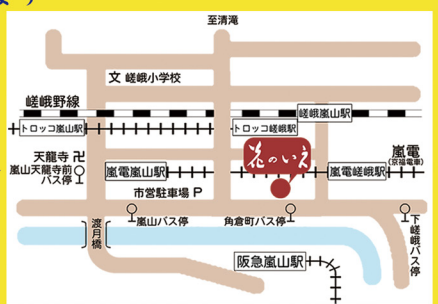 至清滝
文 嵯峨小学校
嵯峨野線
嵯峨嵐山駅
トロッコ嵐山駅
トロッコ嵯峨駅
花のいえ
天龍寺 卍
嵐山天龍寺前
バス停
嵐電嵐山駅
嵐電嵯峨駅
嵐電
(京福電車)
市営駐車場 P
渡月橋
嵐山バス停
角倉町バス停
下嵯峨バス停
阪急嵐山駅